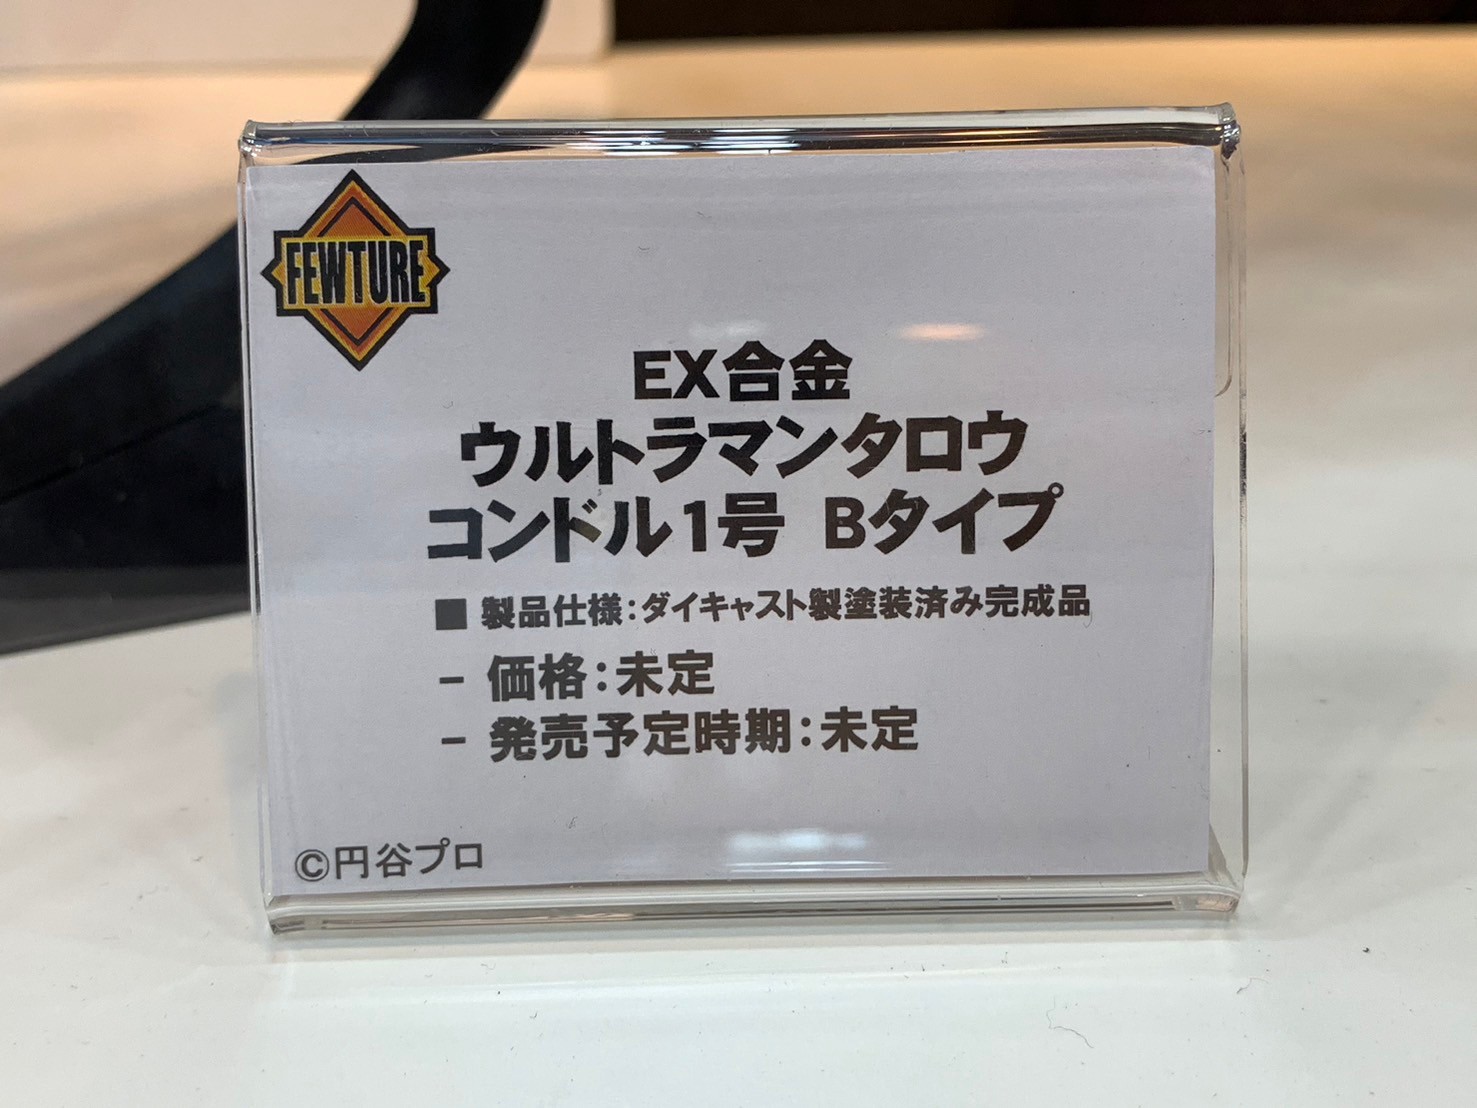 FEWTURE
EX合金
ウルトラマンタロウ
コンドル1号 Bタイプ
■ 製品仕様：ダイキャスト製塗装済み完成品
− 価格：未定
− 発売予定時期：未定
©円谷プロ